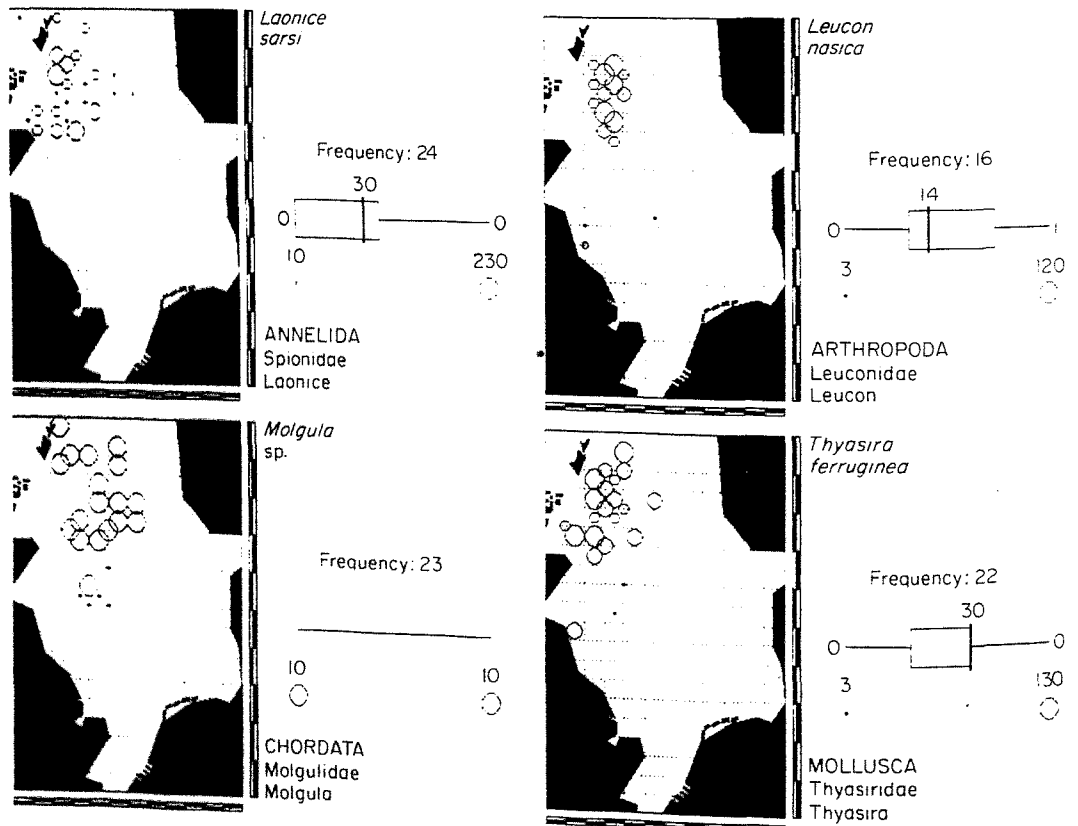 Laonice
sarsi
Frequency: 24
30
0
0
10
230
ANNELIDA
Spionidae
Laonice
Leucon
nasica
Frequency: 16
14
0
1
3
120
ARTHROPODA
Leuconidae
Leucon
Molgula
sp.
Frequency: 23
10
10
CHORDATA
Molgulidae
Molgula
Thyasira
ferruginea
Frequency: 22
30
0
0
3
130
MOLLUSCA
Thyasiridae
Thyasira